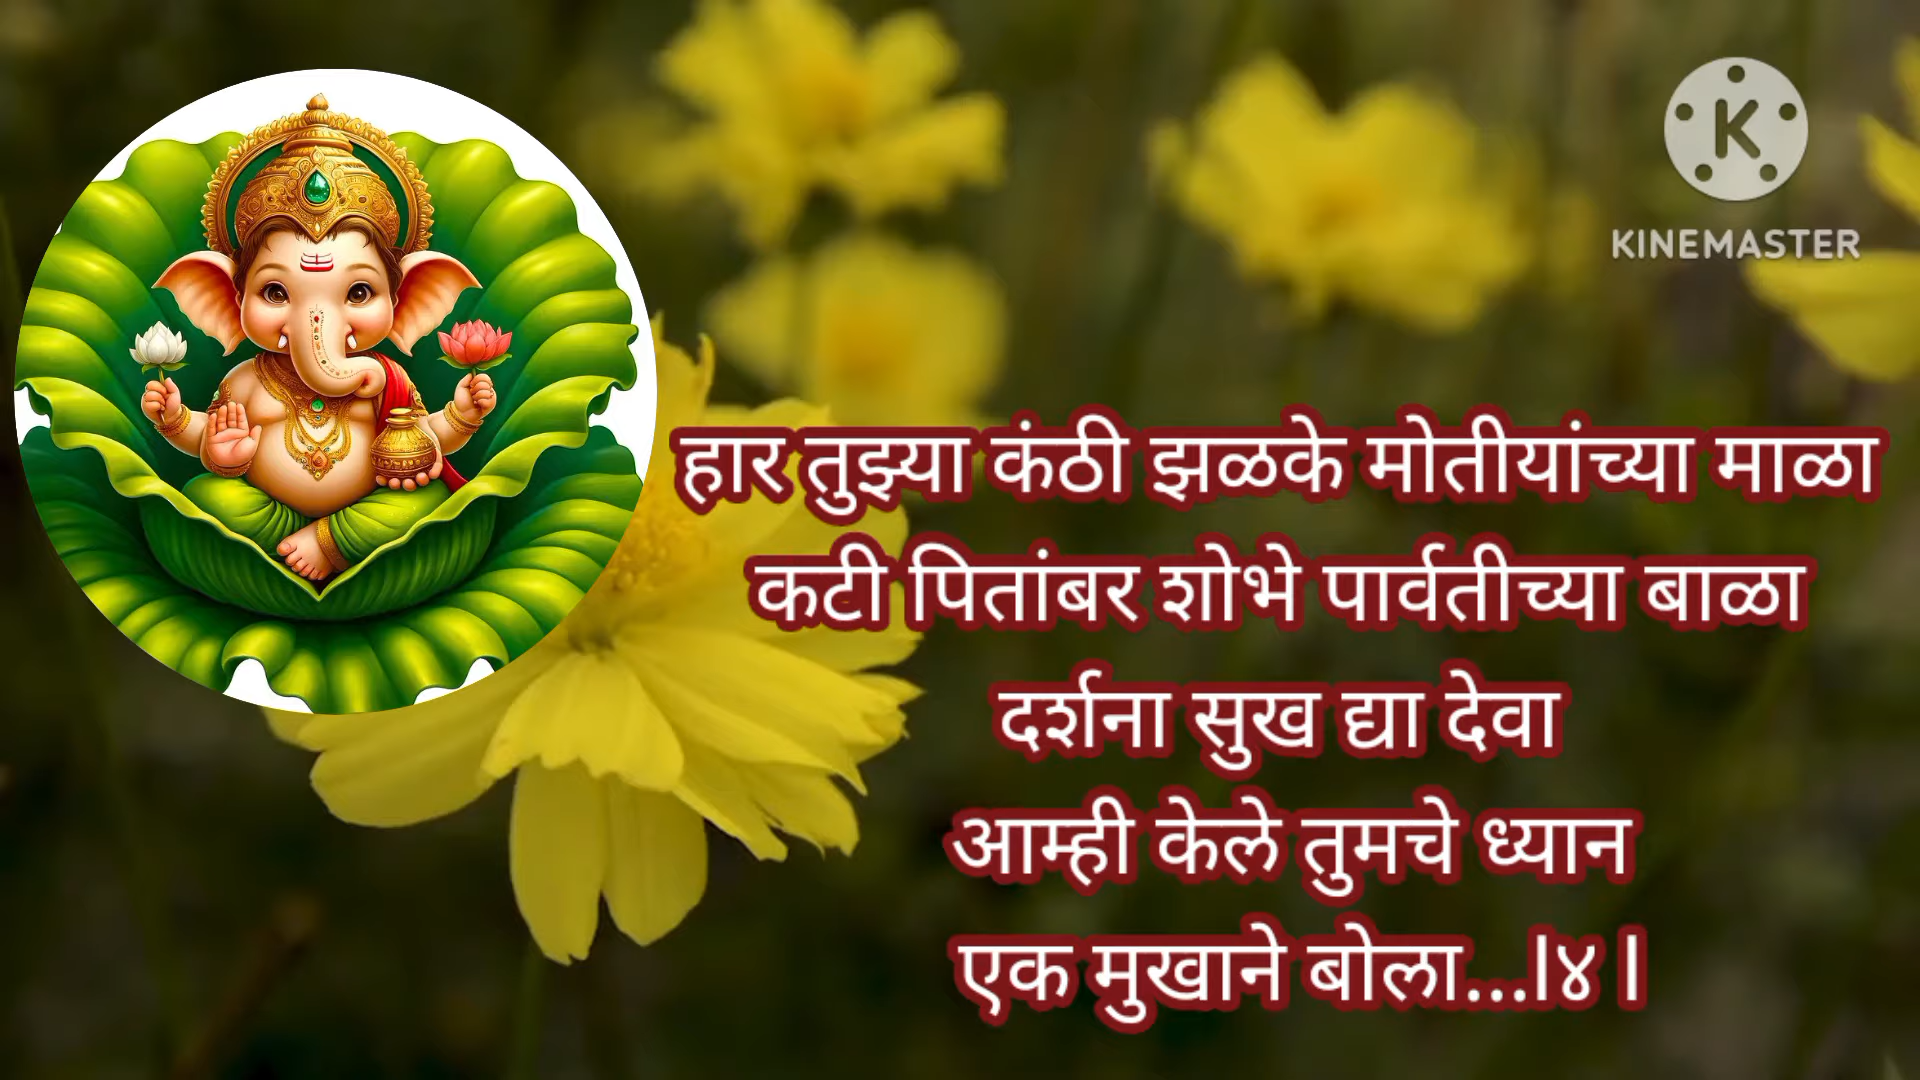 KINEMASTER
हार तुझ्या कंठी झळके मोतीयांच्या माळा
कटी पितांबर शोभे पार्वतीच्या बाळा
दर्शना सुख द्या देवा
आम्ही केले तुमचे ध्यान
एक मुखाने बोला...।४।